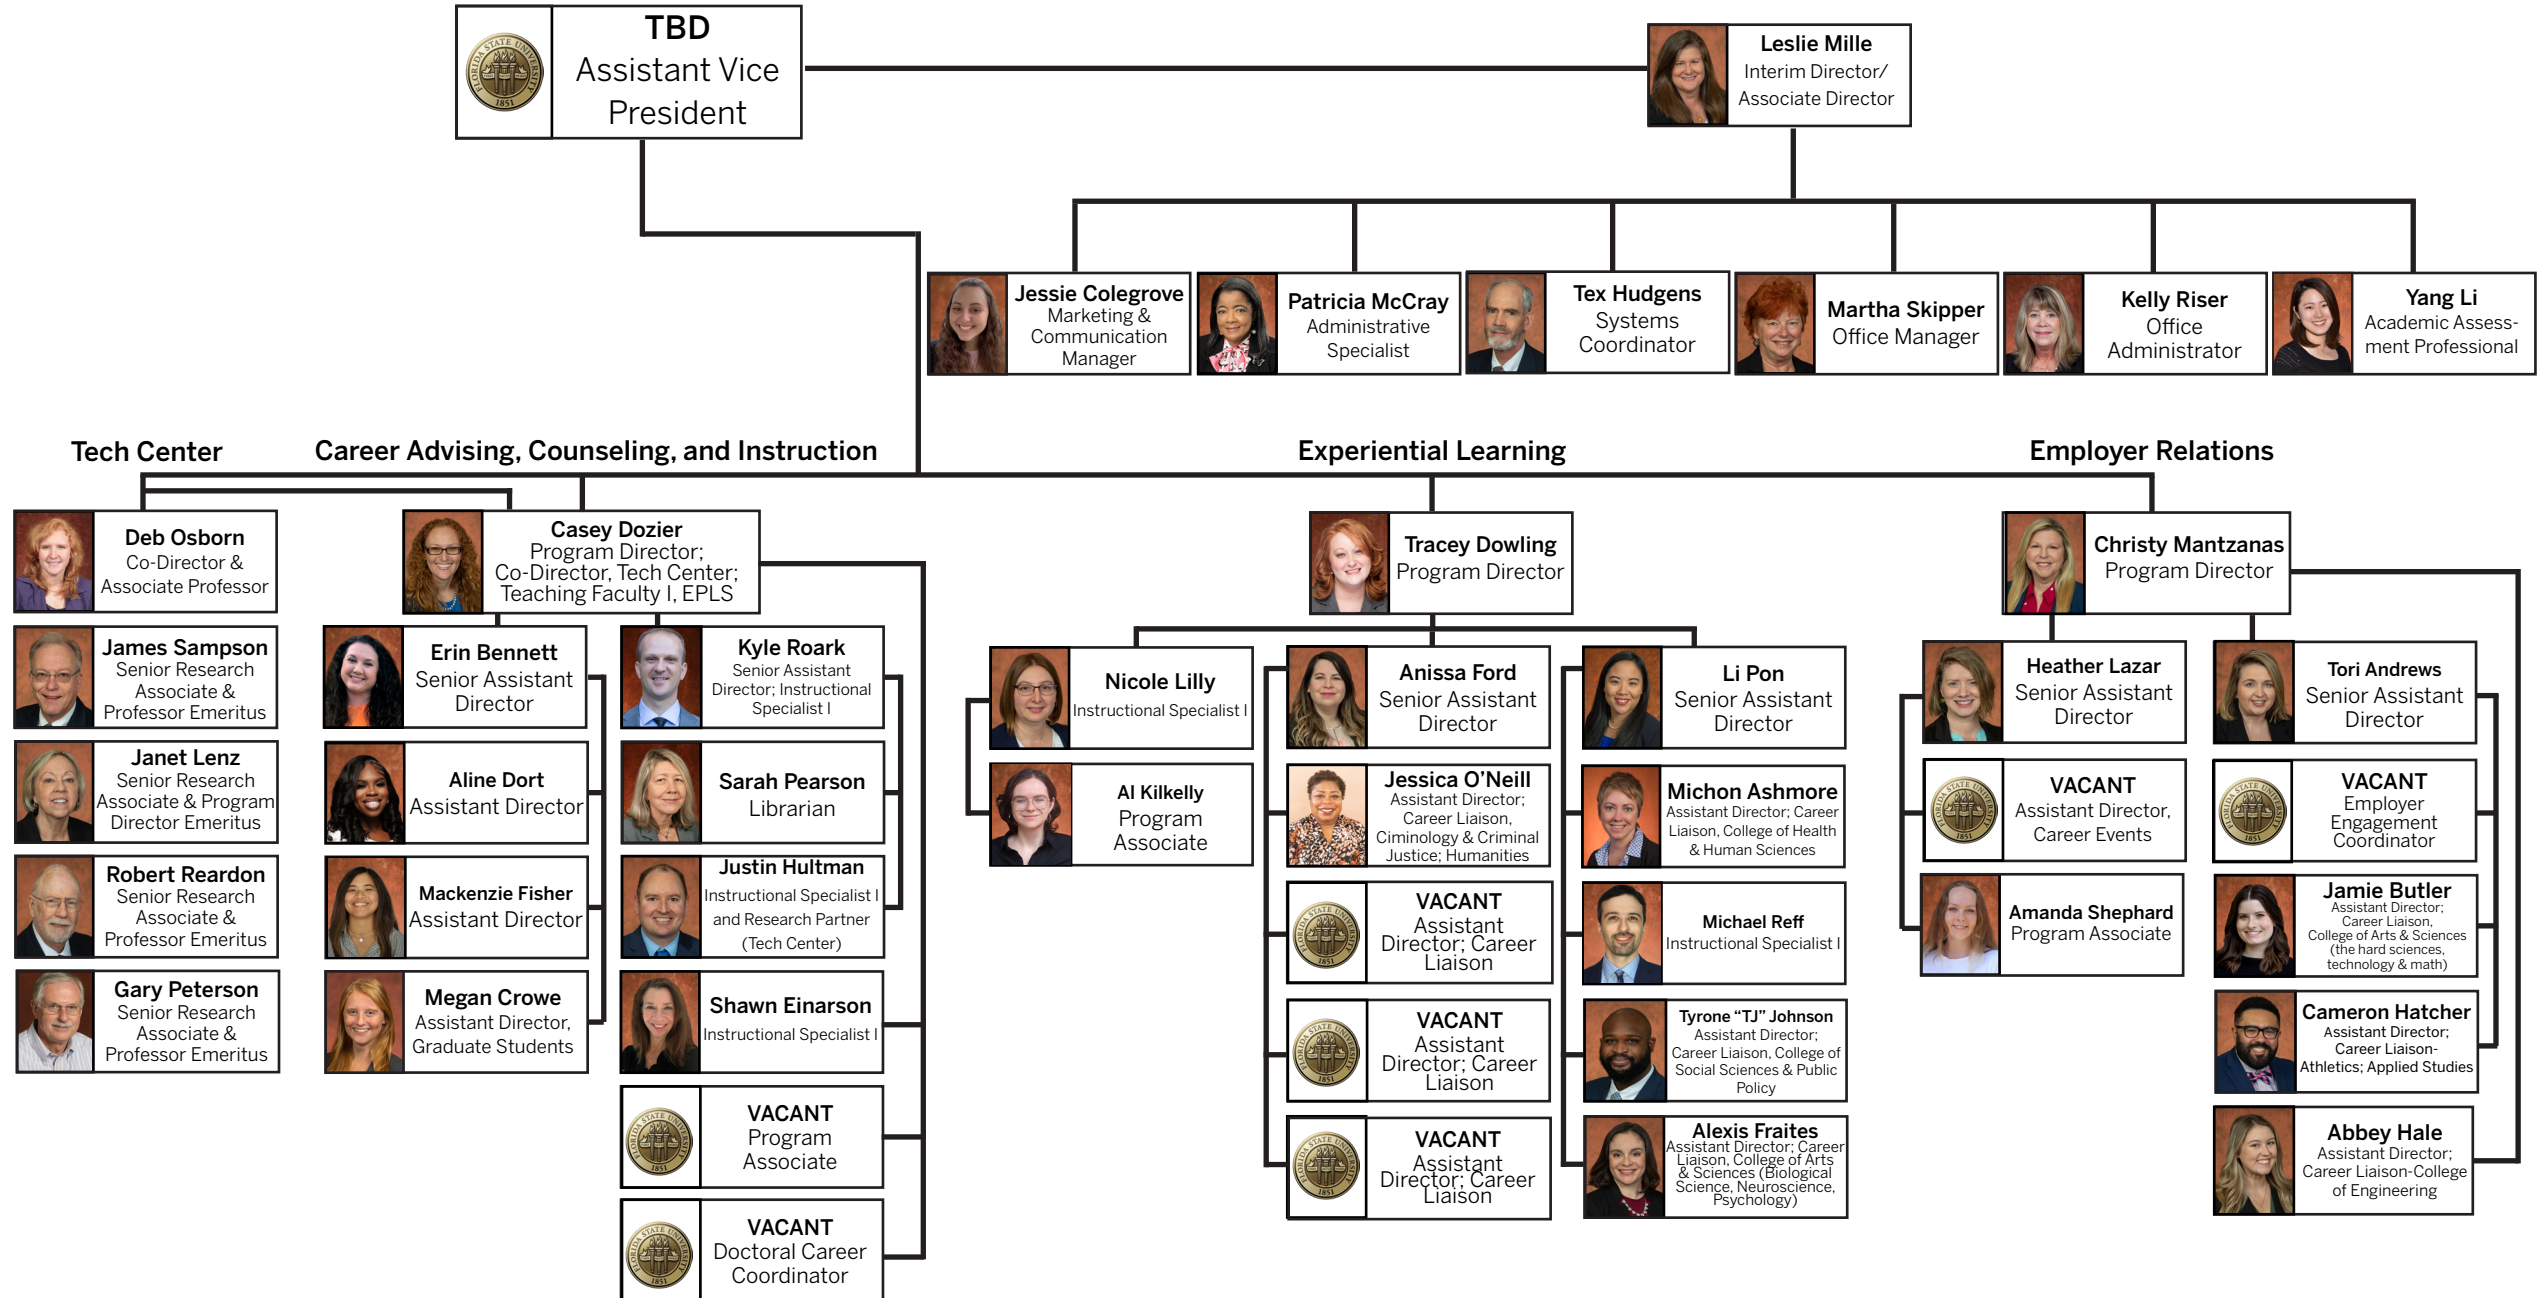 TBD
Assistant Vice
President
Leslie Mille
Interim Director/
Associate Director
Jessie Colegrove
Marketing &
Communication
Manager
Patricia McCray
Administrative
Specialist
Tex Hudgens
Systems
Coordinator
Martha Skipper
Office Manager
Kelly Riser
Office
Administrator
Yang Li
Academic Assess-
ment Professional
Tech Center
Career Advising, Counseling, and Instruction
Experiential Learning
Employer Relations
Deb Osborn
Co-Director &
Associate Professor
James Sampson
Senior Research
Associate &
Professor Emeritus
Janet Lenz
Senior Research
Associate & Program
Director Emeritus
Robert Reardon
Senior Research
Associate &
Professor Emeritus
Gary Peterson
Senior Research
Associate &
Professor Emeritus
Casey Dozier
Program Director;
Co-Director, Tech Center;
Teaching Faculty I, EPLS
Erin Bennett
Senior Assistant
Director
Aline Dort
Assistant Director
Mackenzie Fisher
Assistant Director
Megan Crowe
Assistant Director,
Graduate Students
Kyle Roark
Senior Assistant
Director; Instructional
Specialist I
Sarah Pearson
Librarian
Justin Hultman
Instructional Specialist I
and Research Partner
(Tech Center)
Shawn Einarson
Instructional Specialist I
VACANT
Program
Associate
VACANT
Doctoral Career
Coordinator
Tracey Dowling
Program Director
Nicole Lilly
Instructional Specialist I
Al Kilkelly
Program
Associate
Anissa Ford
Senior Assistant
Director
Jessica O'Neill
Assistant Director;
Career Liaison,
Ciminology & Criminal
Justice; Humanities
VACANT
Assistant
Director; Career
Liaison
VACANT
Assistant
Director; Career
Liaison
VACANT
Assistant
Director; Career
Liaison
Li Pon
Senior Assistant
Director
Michon Ashmore
Assistant Director; Career
Liaison, College of Health
& Human Sciences
Michael Reff
Instructional Specialist I
Tyrone “TJ” Johnson
Assistant Director;
Career Liaison, College of
Social Sciences & Public
Policy
Alexis Fraites
Assistant Director; Career
Liaison, College of Arts
& Sciences (Biological
Science, Neuroscience,
Psychology)
Christy Mantzanas
Program Director
Heather Lazar
Senior Assistant
Director
VACANT
Assistant Director,
Career Events
Amanda Shephard
Program Associate
Tori Andrews
Senior Assistant
Director
VACANT
Employer
Engagement
Coordinator
Jamie Butler
Assistant Director;
Career Liaison,
College of Arts & Sciences
(the hard sciences,
technology & math)
Cameron Hatcher
Assistant Director;
Career Liaison-
Athletics; Applied Studies
Abbey Hale
Assistant Director;
Career Liaison-College
of Engineering
FLORIDA STATE UNIVERSITY
1851